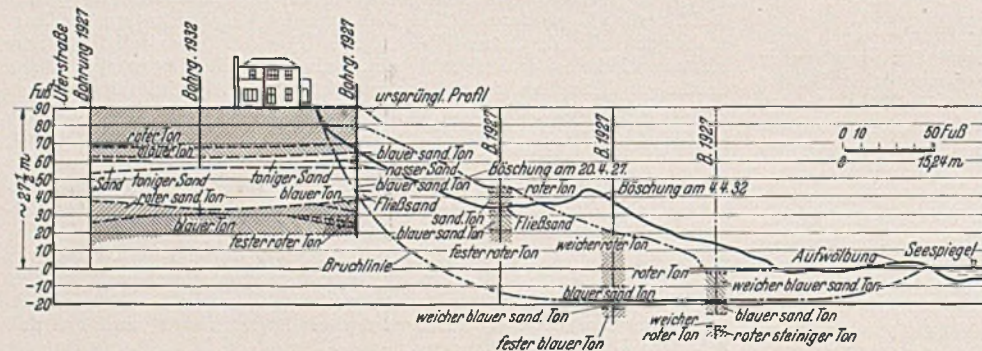 Uferstraße
Bohrung 1927
Bohrg. 1932
Bohrg. 1927
ursprüngl. Profil
Fuß
90
80
70
60
50
40
30
20
10
0
-10
-20
~27½ m
roter Ton
blauer Ton
Sand
toniger Sand
roter sand. Ton
blauer Ton
toniger Sand
blauer Ton
fester roter Ton
blauer sand. Ton
nasser Sand
blauer sand. Ton
Fließsand
Bruchlinie
B. 1927
B. 1927
B. 1927
Böschung am 20.4.27.
roter Ton
Böschung am 4.4.32
sand. Ton
blauer sand. Ton
fester roter Ton
Fließsand
weicher roter Ton
0 10 50 Fuß
0 15,24 m
Aufwölbung
Seespiegel
roter Ton
weicher blauer sand. Ton
blauer sand. Ton
weicher blauer sand. Ton
fester blauer Ton
weicher
roter Ton
blauer sand. Ton
roter steiniger Ton